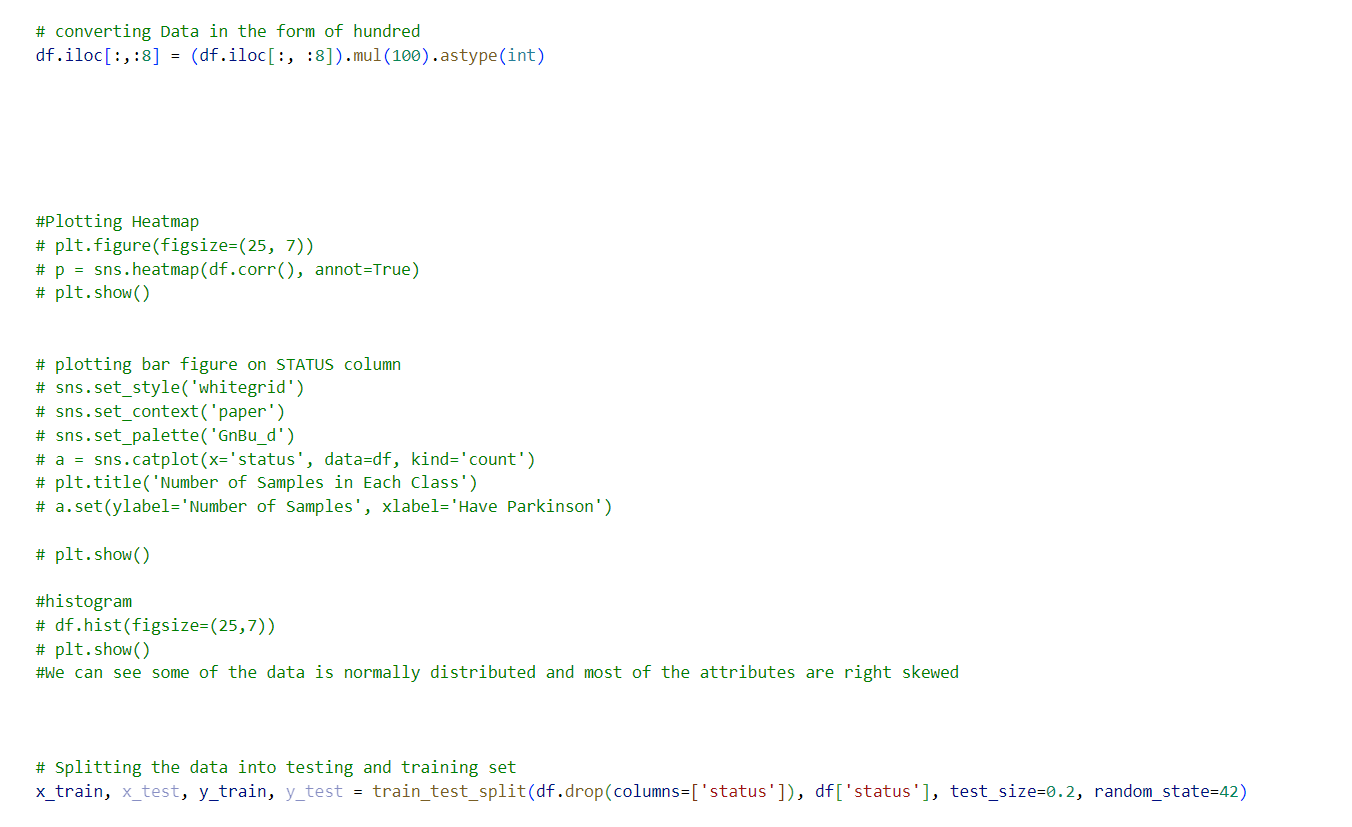 # converting Data in the form of hundred
df.iloc[:,:8] = (df.iloc[:, :8]).mul(100).astype(int)
#Plotting Heatmap
# plt.figure(figsize=(25, 7))
# p = sns.heatmap(df.corr(), annot=True)
# plt.show()
# plotting bar figure on STATUS column
# sns.set_style('whitegrid')
# sns.set_context('paper')
# sns.set_palette('GnBu_d')
# a = sns.catplot(x='status', data=df, kind='count')
# plt.title('Number of Samples in Each Class')
# a.set(ylabel='Number of Samples', xlabel='Have Parkinson')
# plt.show()
#histogram
# df.hist(figsize=(25,7))
# plt.show()
#We can see some of the data is normally distributed and most of the attributes are right skewed
# Splitting the data into testing and training set
x_train, x_test, y_train, y_test = train_test_split(df.drop(columns=['status']), df['status'], test_size=0.2, random_state=42)